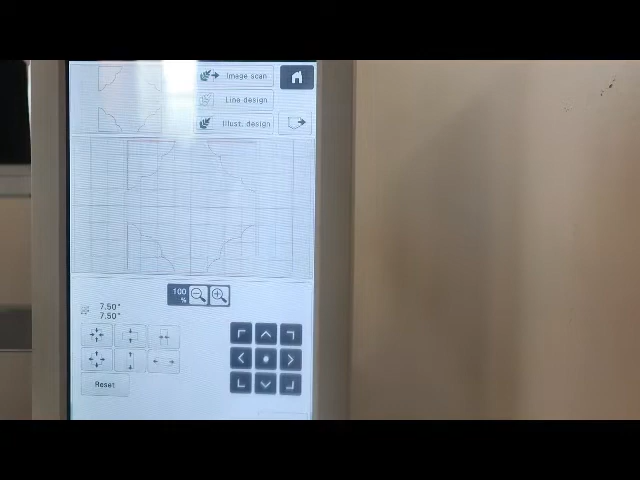 Image scan
Line design
Illust. design
100
%
7.50"
7.50"
Reset